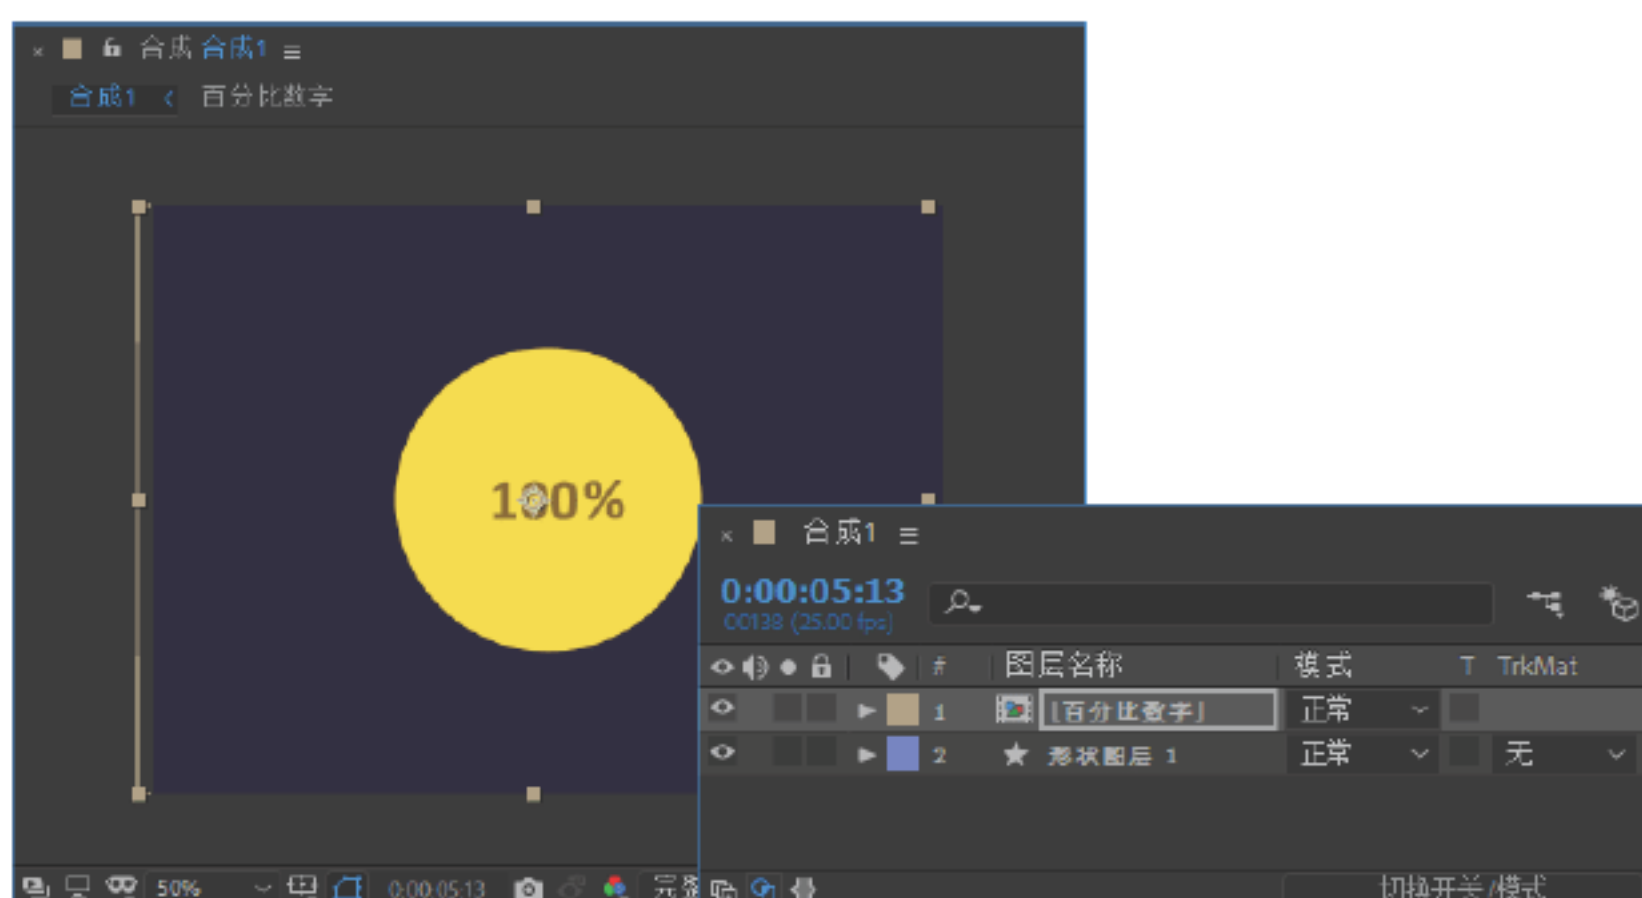 合成 合成1
合成1 百分比数字
100%
50% 0:00:05:13 完整
合成1
0:00:05:13
00138 (25.00 fps)
# 图层名称 模式 T TrkMat
1 [百分比数字] 正常
2 形状图层 1 正常 无
切换开关/模式